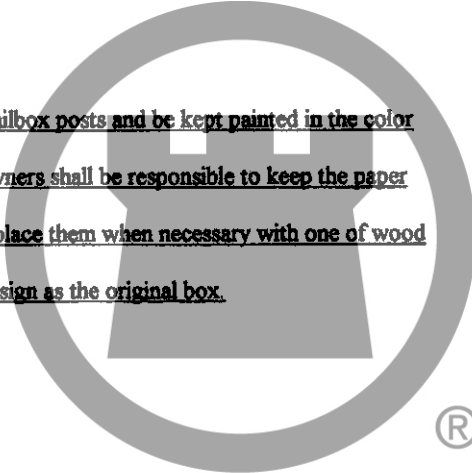 ilbox posts and be kept painted in the color
ners shall be responsible to keep the paper
place them when necessary with one of wood
sign as the original box.
®